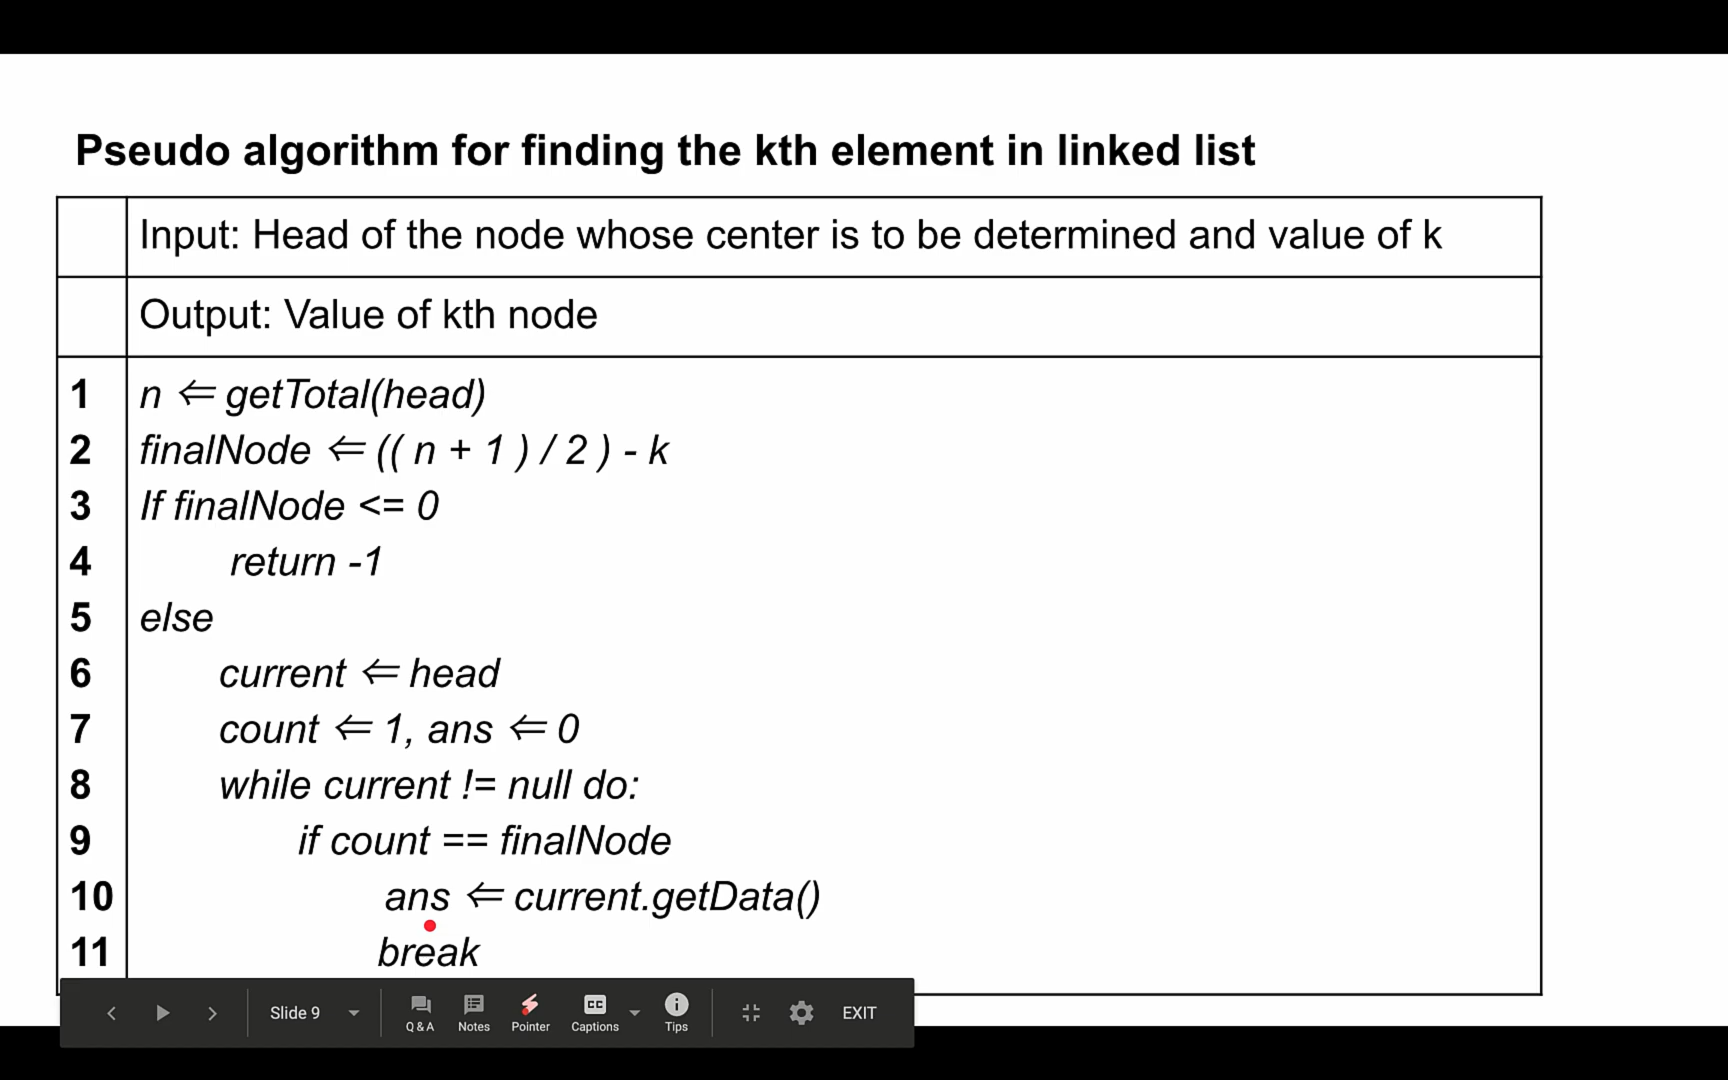 Pseudo algorithm for finding the kth element in linked list
Input: Head of the node whose center is to be determined and value of k
Output: Value of kth node
1 n ⇐ getTotal(head)
2 finalNode ⇐ (( n + 1 ) / 2 ) - k
3 If finalNode <= 0
4 return -1
5 else
6 current ⇐ head
7 count ⇐ 1, ans ⇐ 0
8 while current != null do:
9 if count == finalNode
10 ans ⇐ current.getData()
11 break
Slide 9 Q & A Notes Pointer CC Captions i Tips EXIT